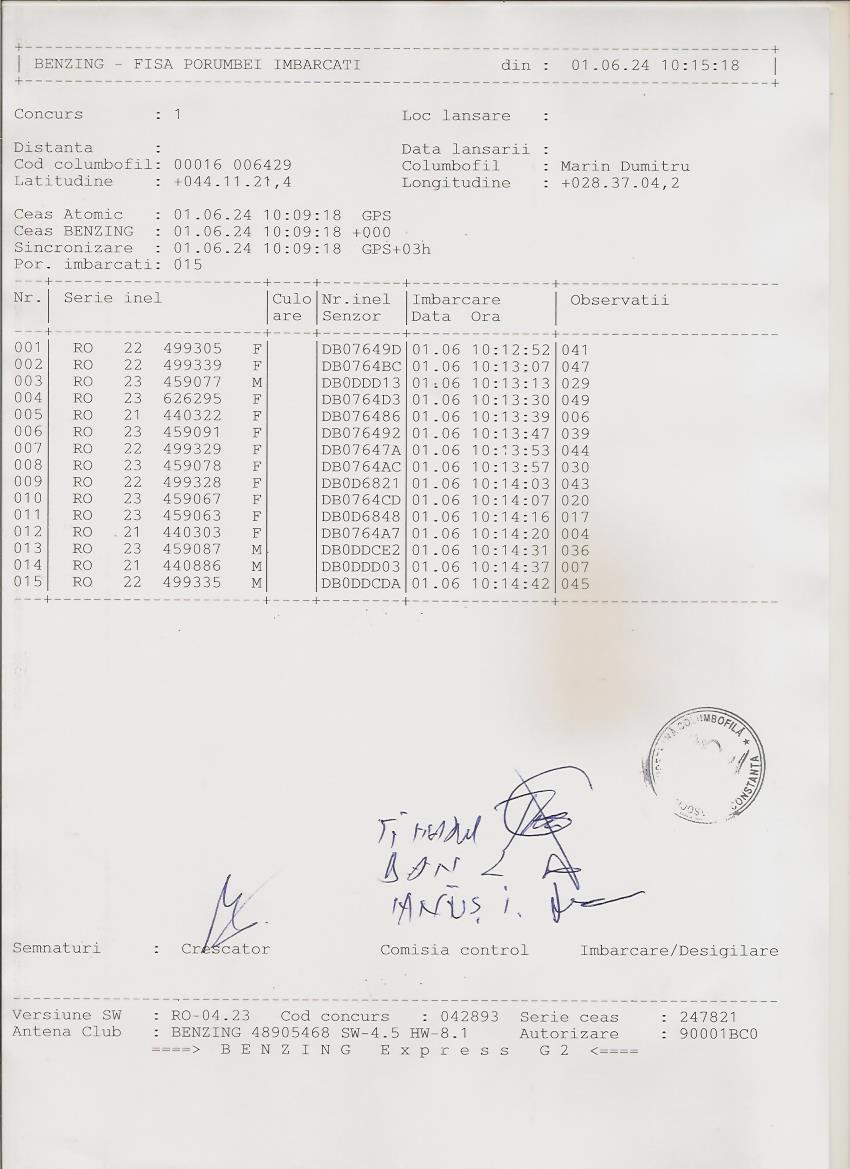 BENZING - FISA PORUMBEI IMBARCATI din : 01.06.24 10:15:18
Concurs : 1 Loc lansare :
Distanta : Data lansarii :
Cod columbofil: 00016 006429 Columbofil : Marin Dumitru
Latitudine : +044.11.21,4 Longitudine : +028.37.04,2
Ceas Atomic : 01.06.24 10:09:18 GPS
Ceas BENZING : 01.06.24 10:09:18 +000
Sincronizare : 01.06.24 10:09:18 GPS+03h
Por. imbarcati: 015
Nr. Serie inel Culo Nr.inel Imbarcare Observatii
are Senzor Data Ora
001 RO 22 499305 F DB07649D 01.06 10:12:52 041
002 RO 22 499339 F DB0764BC 01.06 10:13:07 047
003 RO 23 459077 M DB0DDD13 01.06 10:13:13 029
004 RO 23 626295 F DB0764D3 01.06 10:13:30 049
005 RO 21 440322 F DB076486 01.06 10:13:39 006
006 RO 23 459091 F DB076492 01.06 10:13:47 039
007 RO 22 499329 F DB07647A 01.06 10:13:53 044
008 RO 23 459078 F DB0764AC 01.06 10:13:57 030
009 RO 22 499328 F DB0D6821 01.06 10:14:03 043
010 RO 23 459067 F DB0764CD 01.06 10:14:07 020
011 RO 23 459063 F DB0D6848 01.06 10:14:16 017
012 RO 21 440303 F DB0764A7 01.06 10:14:20 004
013 RO 23 459087 M DB0DDCE2 01.06 10:14:31 036
014 RO 21 440886 M DB0DDD03 01.06 10:14:37 007
015 RO 22 499335 M DB0DDCDA 01.06 10:14:42 045
COLUMBOFILĂ * CONSTANŢA
Semnaturi : Crescator Comisia control Imbarcare/Desigilare
Versiune SW : RO-04.23 Cod concurs : 042893 Serie ceas : 247821
Antena Club : BENZING 48905468 SW-4.5 HW-8.1 Autorizare : 90001BC0
====> B E N Z I N G E x p r e s s G 2 <====